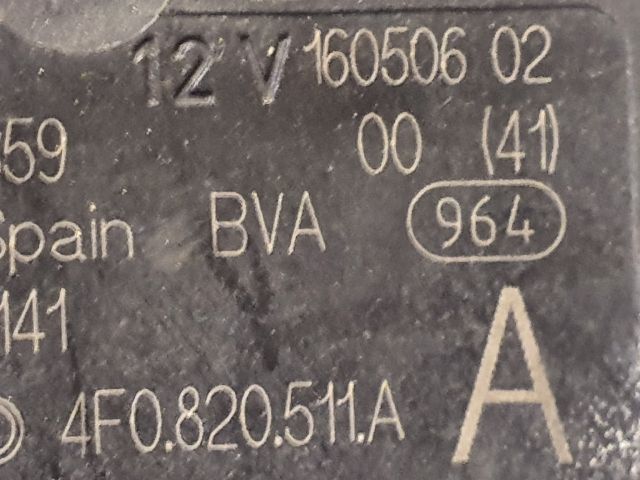 12 V 160506 02
59 00 (41)
Spain BVA 964
141
4F0.820.511.A A